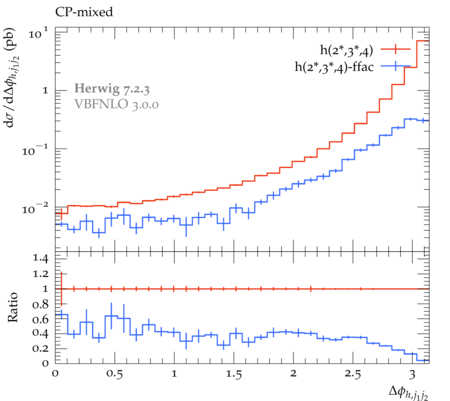 CP-mixed
dσ/dΔϕ_{h,j₁j₂} (pb)
10¹
1
10⁻¹
10⁻²
h(2*,3*,4)
h(2*,3*,4)-ffac
Herwig 7.2.3
VBFNLO 3.0.0
Ratio
1.4
1.2
1
0.8
0.6
0.4
0.2
0
0 0.5 1 1.5 2 2.5 3
Δϕ_{h,j₁j₂}